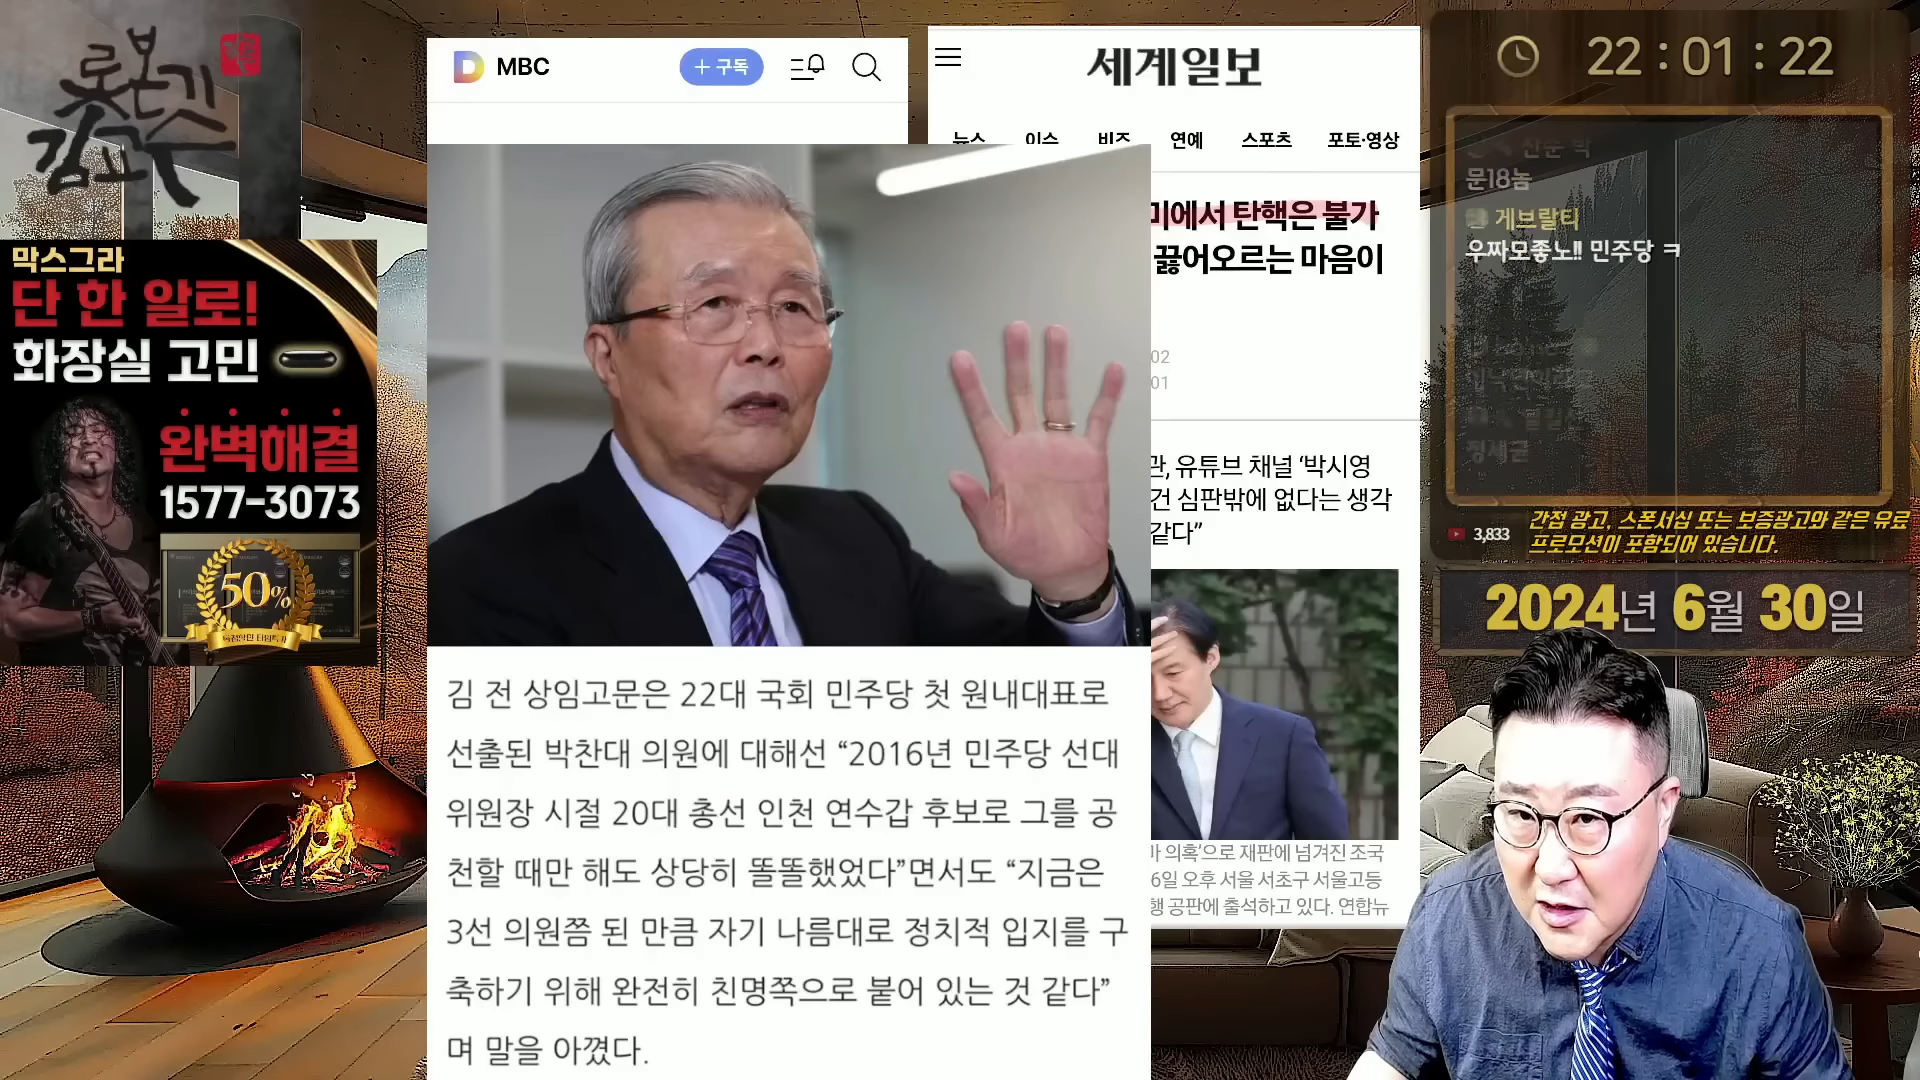 롯본깃
김교수
막스그라
단 한 알로!
화장실 고민
완벽해결
1577-3073
50%
MBC
+ 구독
세계일보
뉴스 이슈 비즈 연예 스포츠 포토·영상
미에서 탄핵은 불가
끓어오르는 마음이
02
01
관, 유튜브 채널 ‘박시영
건 심판밖에 없다는 생각
같다”
마 의혹’으로 재판에 넘겨진 조국
6일 오후 서울 서초구 서울고등
행 공판에 출석하고 있다. 연합뉴
김 전 상임고문은 22대 국회 민주당 첫 원내대표로
선출된 박찬대 의원에 대해선 “2016년 민주당 선대
위원장 시절 20대 총선 인천 연수갑 후보로 그를 공
천할 때만 해도 상당히 똘똘했었다”면서도 “지금은
3선 의원쯤 된 만큼 자기 나름대로 정치적 입지를 구
축하기 위해 완전히 친명쪽으로 붙어 있는 것 같다”
며 말을 아꼈다.
22 : 01 : 22
문18놈
게브랄티
우짜모좋노!! 민주당 ㅋ
정세균
3,833
간접 광고, 스폰서십 또는 보증광고와 같은 유료
프로모션이 포함되어 있습니다.
2024년 6월 30일